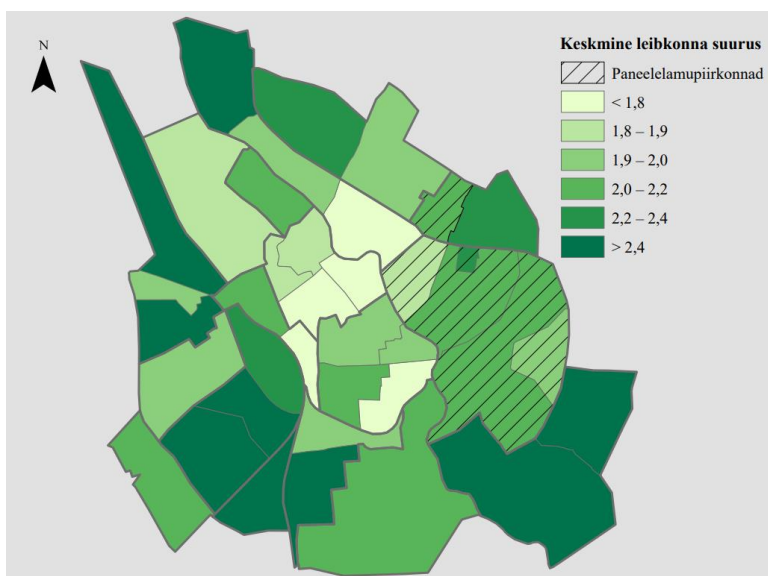 N
Keskmine leibkonna suurus
Paneelelamupiirkonnad
< 1,8
1,8 – 1,9
1,9 – 2,0
2,0 – 2,2
2,2 – 2,4
> 2,4